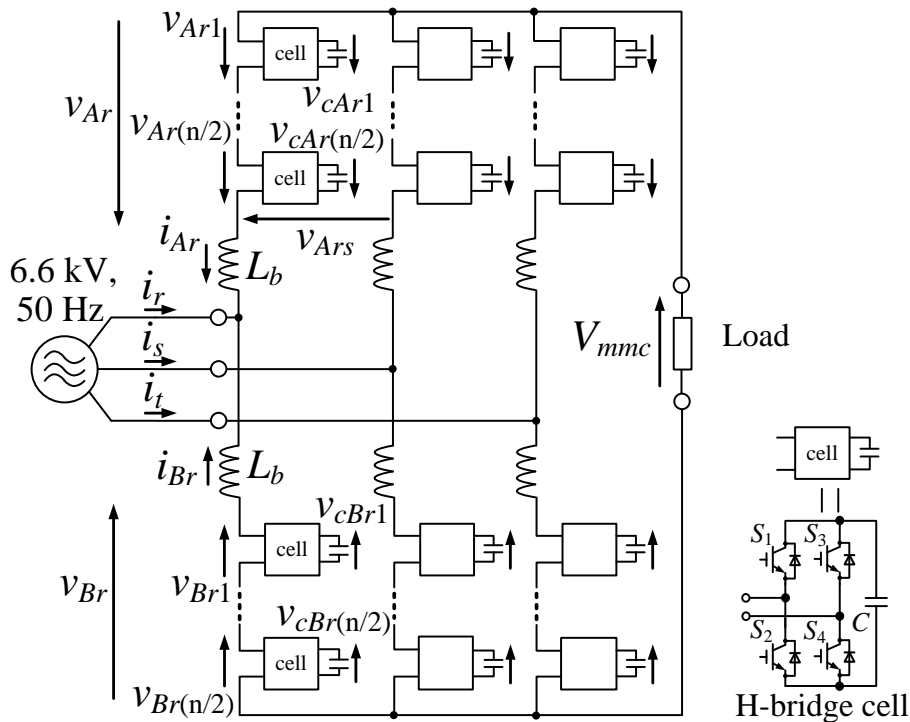 v_{Ar1}
cell
v_{cAr1}
v_{Ar}
v_{Ar(n/2)}
v_{cAr(n/2)}
cell
i_{Ar}
v_{Ars}
L_b
6.6 kV,
50 Hz
i_r
i_s
i_t
V_{mmc}
Load
i_{Br}
L_b
v_{cBr1}
cell
v_{Br}
v_{Br1}
v_{cBr(n/2)}
cell
v_{Br(n/2)}
cell
S_1
S_3
S_2
S_4
C
H-bridge cell